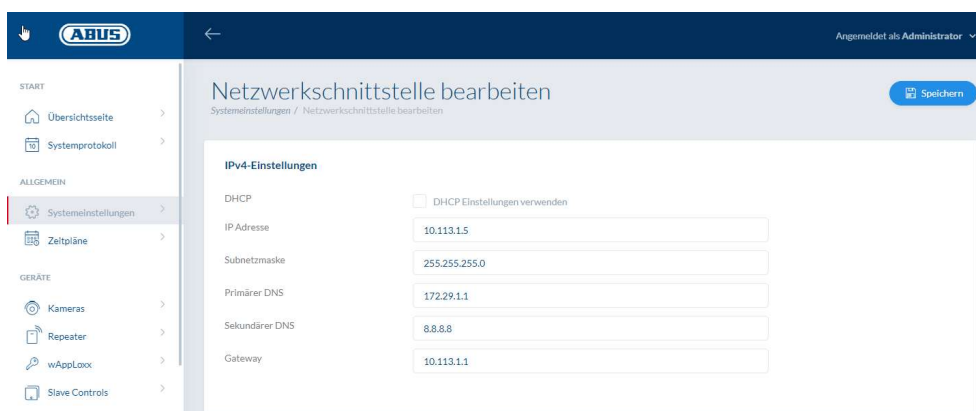 ABUS
Angemeldet als Administrator
START
Übersichtsseite
10 Systemprotokoll
ALLGEMEIN
Systemeinstellungen
Zeitpläne
GERÄTE
Kameras
Repeater
wAppLoxx
Slave Controls
Netzwerkschnittstelle bearbeiten
Systemeinstellungen / Netzwerkschnittstelle bearbeiten
Speichern
IPv4-Einstellungen
DHCP DHCP Einstellungen verwenden
IP Adresse 10.113.1.5
Subnetzmaske 255.255.255.0
Primärer DNS 172.29.1.1
Sekundärer DNS 8.8.8.8
Gateway 10.113.1.1